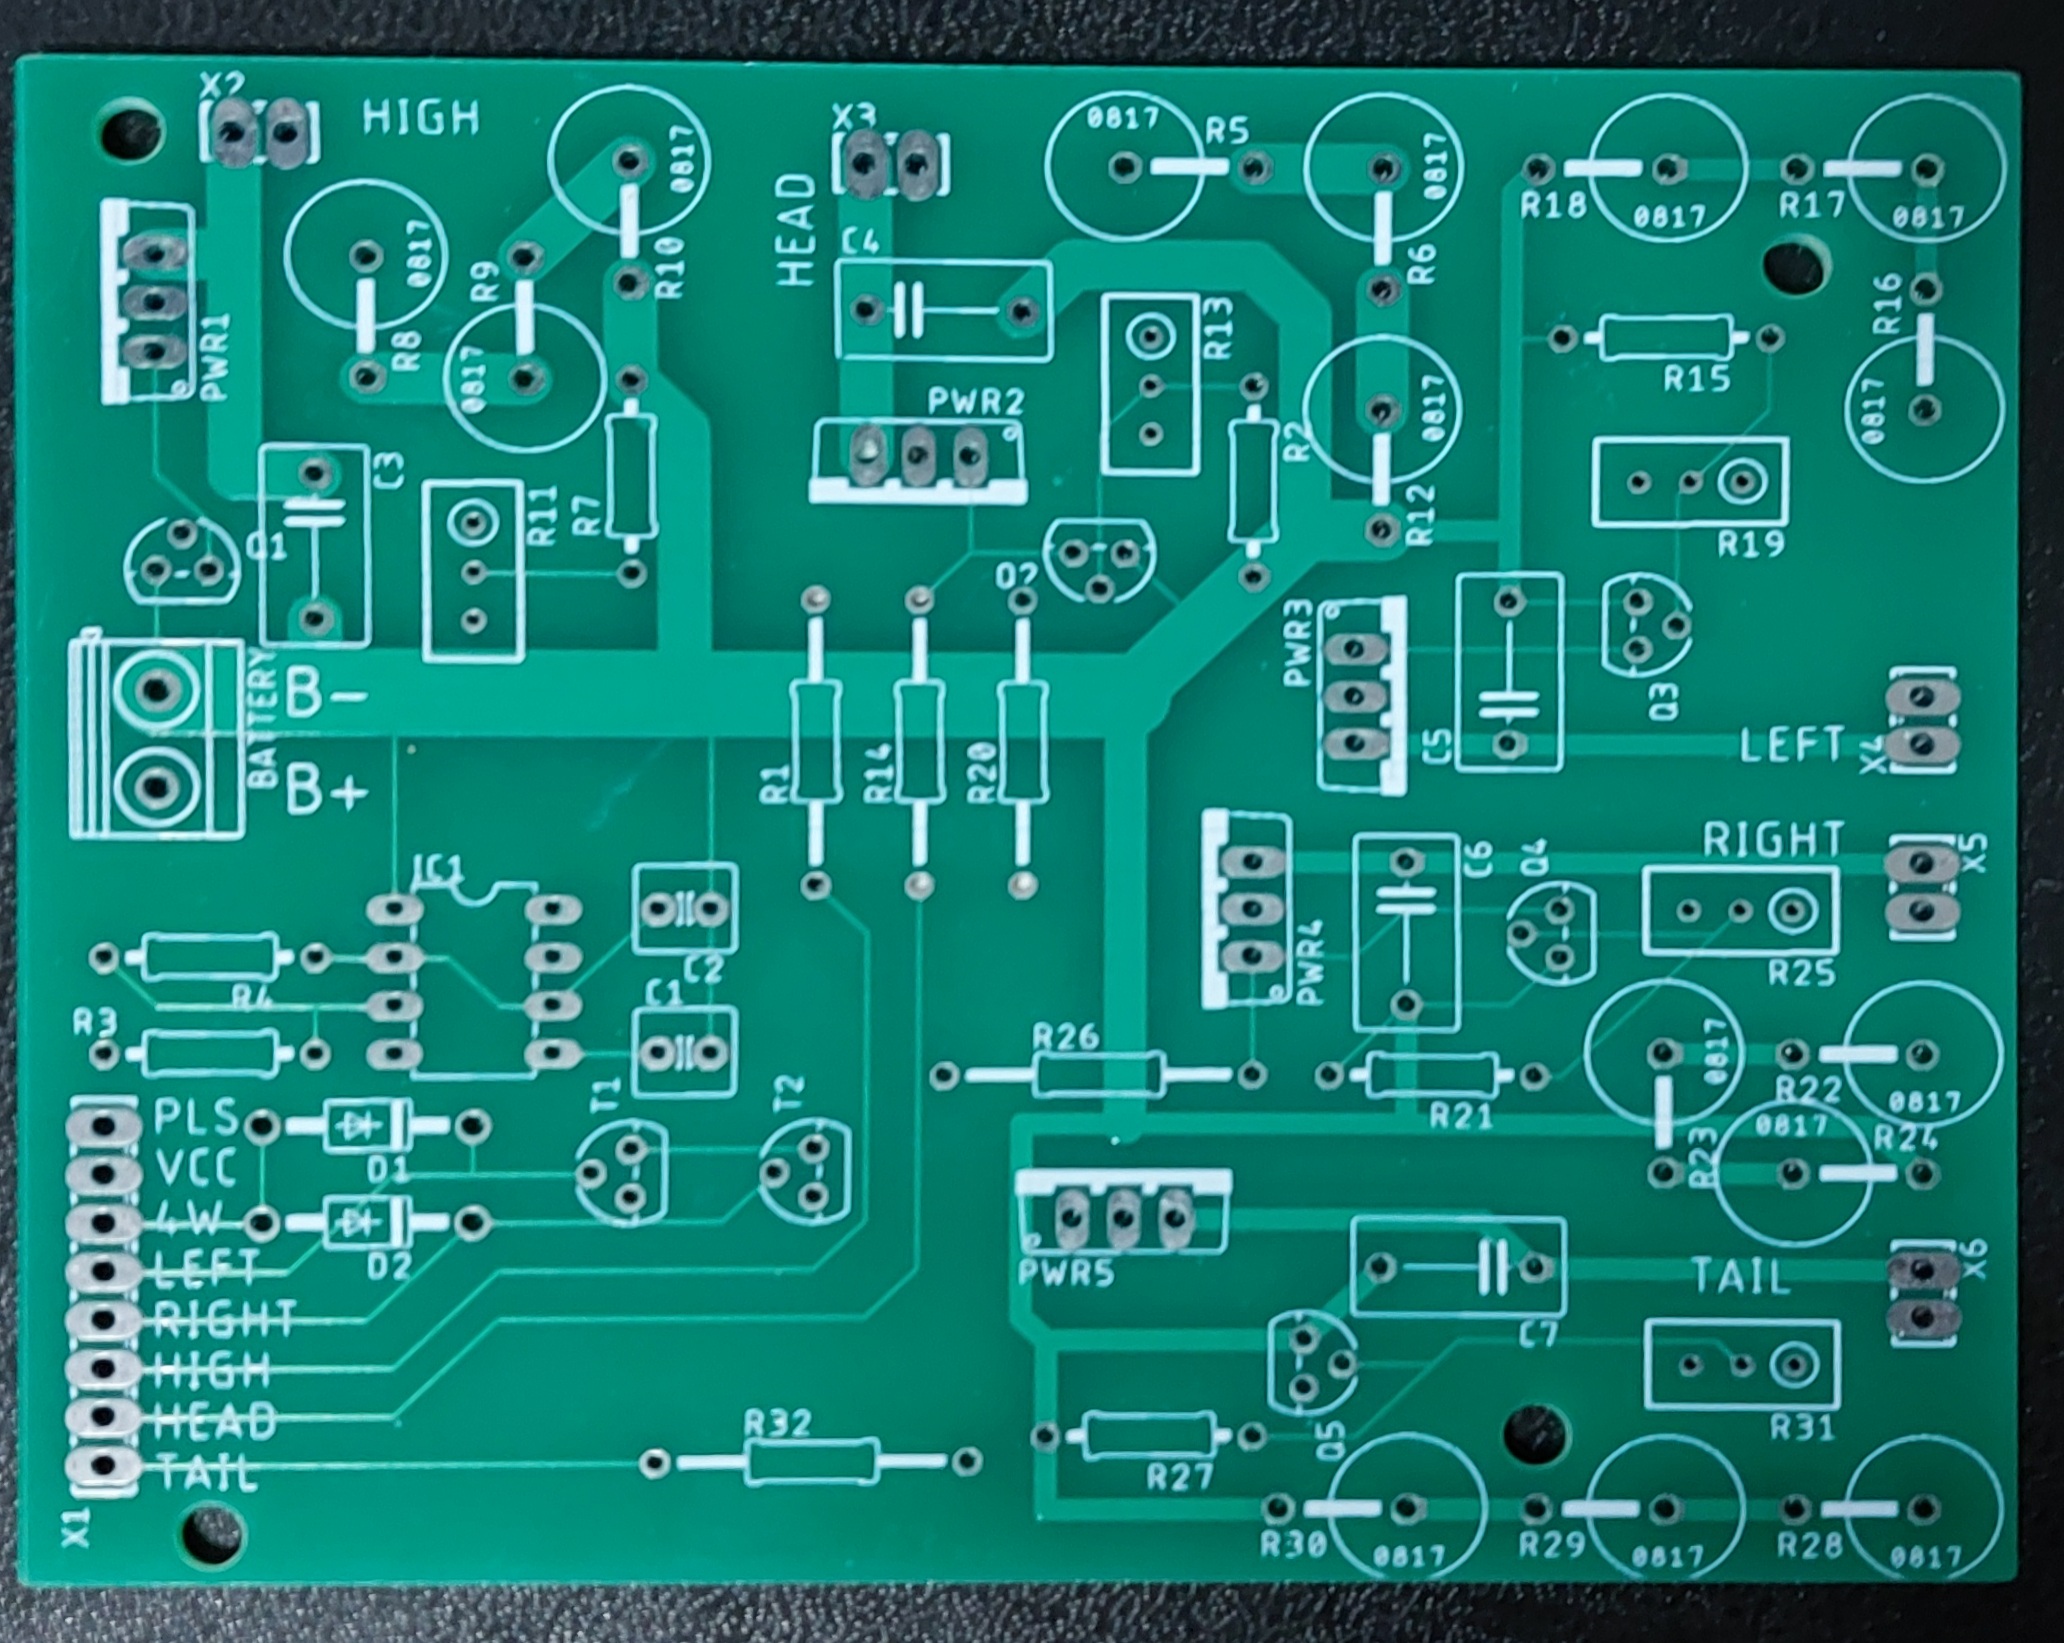 X2
HIGH
X3
0817
R5
0817
0817
0817
R18
0817
R17
0817
HEAD
C4
0817
R9
R10
R6
R16
PWR1
R8
R13
R15
0817
PWR2
0817
0817
C3
R2
R11
R7
R12
R19
Q1
Q2
PWR3
Q3
BATTERY
B-
B+
R1
R14
R20
C5
LEFT
X4
RIGHT
X5
C6
Q4
IC1
PWR4
R25
C2
R4
C1
R3
R26
T1
T2
R21
0817
R22
0817
PLS
D1
VCC
4W
D2
LEFT
RIGHT
HIGH
HEAD
TAIL
X1
0817
R23
R24
PWR5
TAIL
X6
C7
R32
Q5
R31
R27
R30
0817
R29
0817
R28
0817